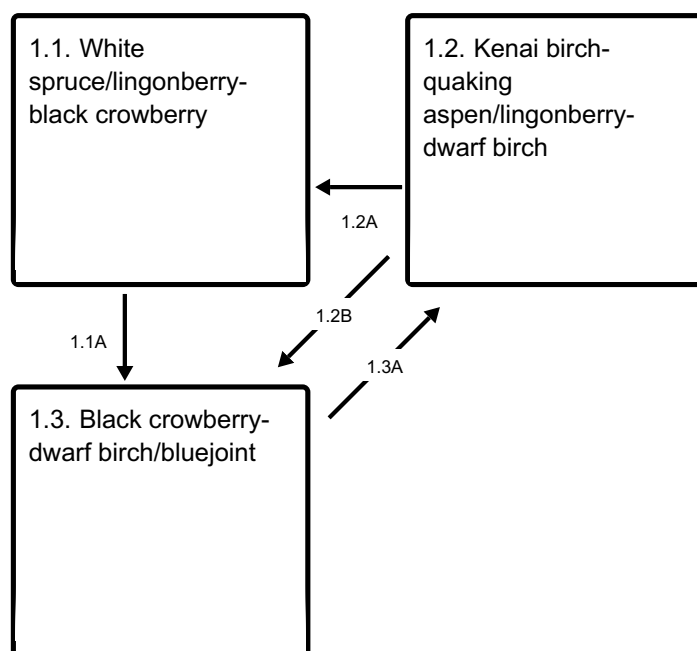 1.1. White
spruce/lingonberry-
black crowberry
1.2. Kenai birch-
quaking
aspen/lingonberry-
dwarf birch
1.2A
1.2B
1.1A
1.3A
1.3. Black crowberry-
dwarf birch/bluejoint